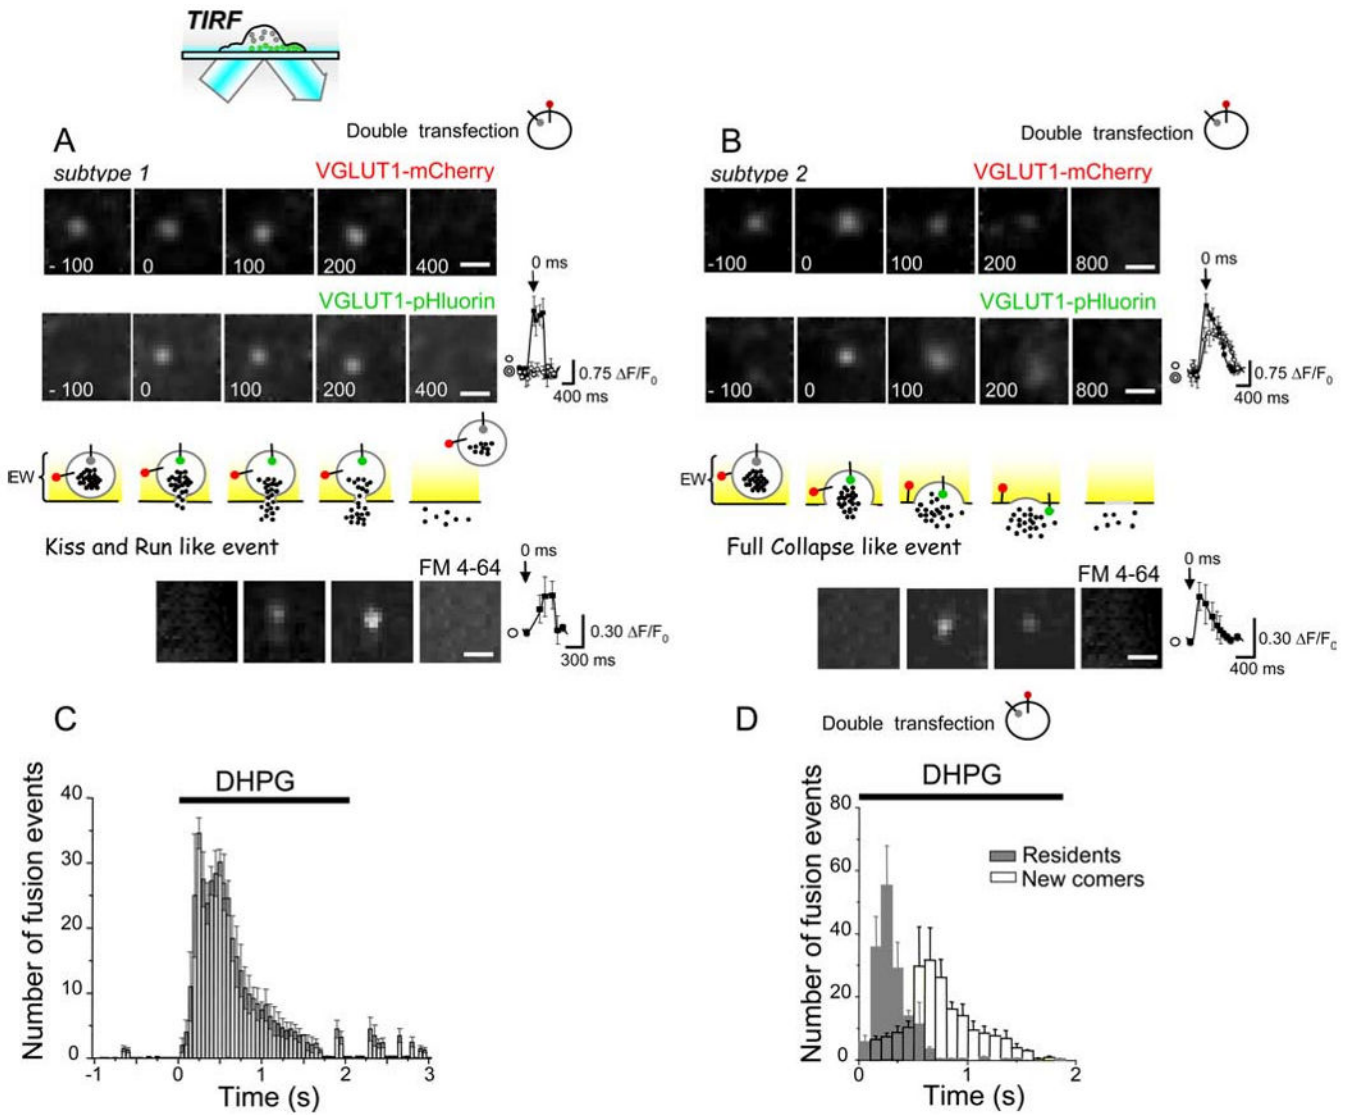 TIRF
A
Double transfection
subtype 1
VGLUT1-mCherry
- 100
0
100
200
400
0 ms
VGLUT1-pHluorin
- 100
0
100
200
400
0.75 ΔF/F0
400 ms
EW
Kiss and Run like event
FM 4-64
0 ms
0.30 ΔF/F0
300 ms
B
Double transfection
subtype 2
VGLUT1-mCherry
-100
0
100
200
800
0 ms
VGLUT1-pHluorin
- 100
0
100
200
800
0.75 ΔF/F0
400 ms
EW
Full Collapse like event
FM 4-64
0 ms
0.30 ΔF/F0
400 ms
C
DHPG
Number of fusion events
40
30
20
10
0
-1
0
1
2
3
Time (s)
D
Double transfection
DHPG
Number of fusion events
80
60
40
20
0
Residents
New comers
0
1
2
Time (s)